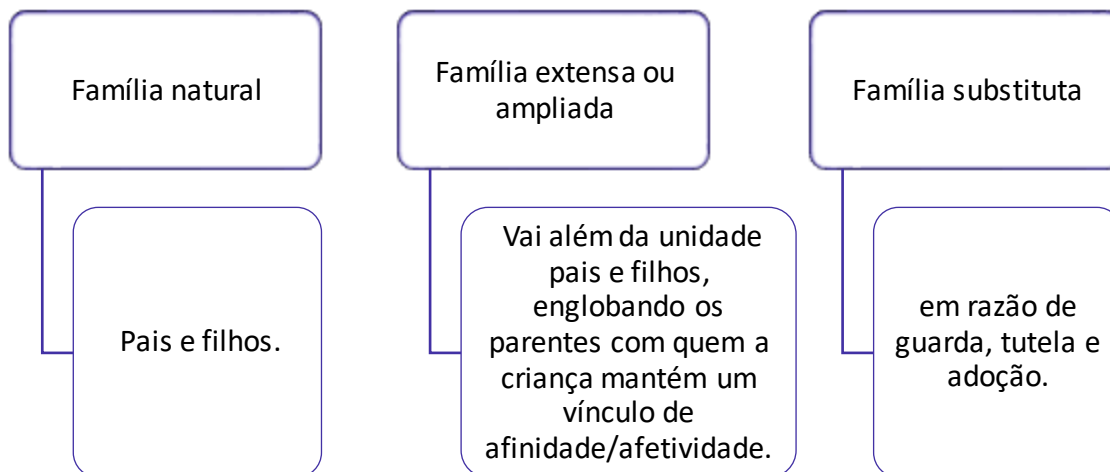 Família natural
Pais e filhos.
Família extensa ou
ampliada
Vai além da unidade
pais e filhos,
englobando os
parentes com quem a
criança mantém um
vínculo de
afinidade/afetividade.
Família substituta
em razão de
guarda, tutela e
adoção.